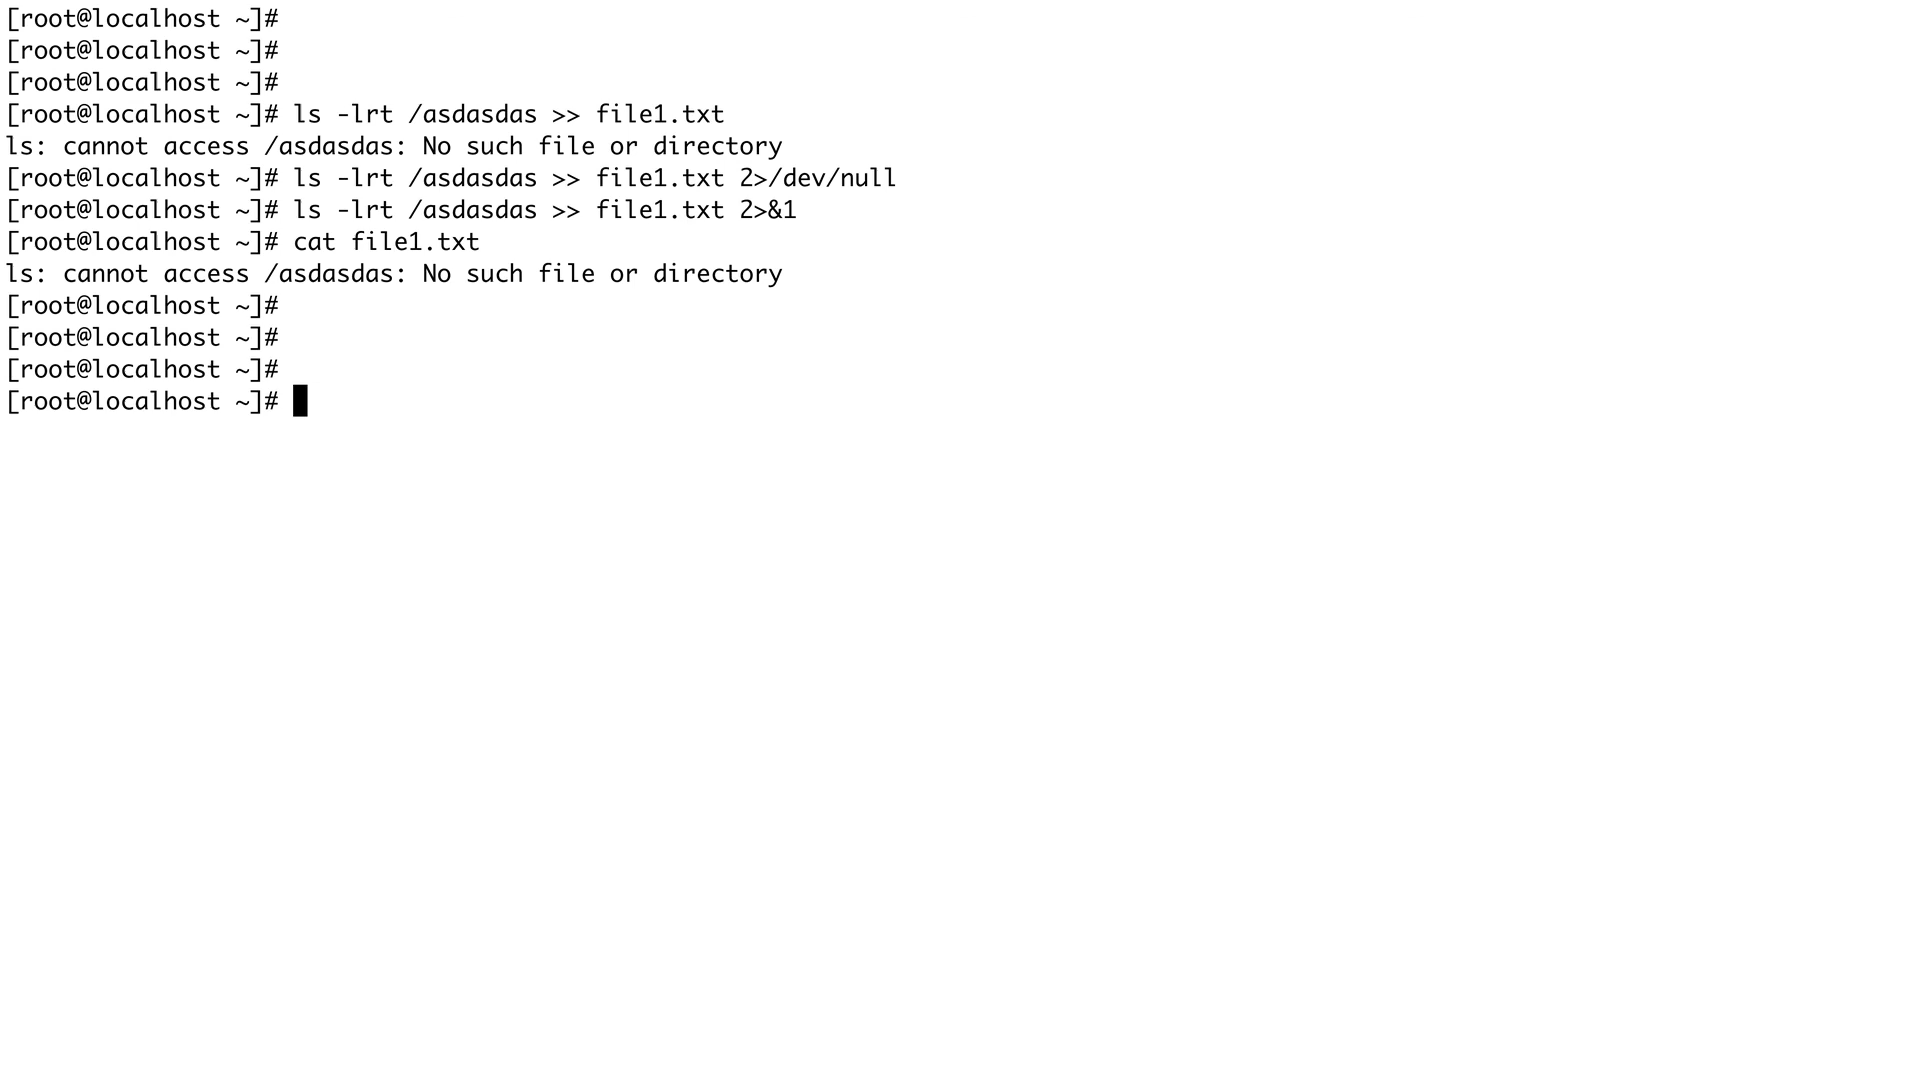 [root@localhost ~]#
[root@localhost ~]#
[root@localhost ~]#
[root@localhost ~]# ls -lrt /asdasdas >> file1.txt
ls: cannot access /asdasdas: No such file or directory
[root@localhost ~]# ls -lrt /asdasdas >> file1.txt 2>/dev/null
[root@localhost ~]# ls -lrt /asdasdas >> file1.txt 2>&1
[root@localhost ~]# cat file1.txt
ls: cannot access /asdasdas: No such file or directory
[root@localhost ~]#
[root@localhost ~]#
[root@localhost ~]#
[root@localhost ~]#